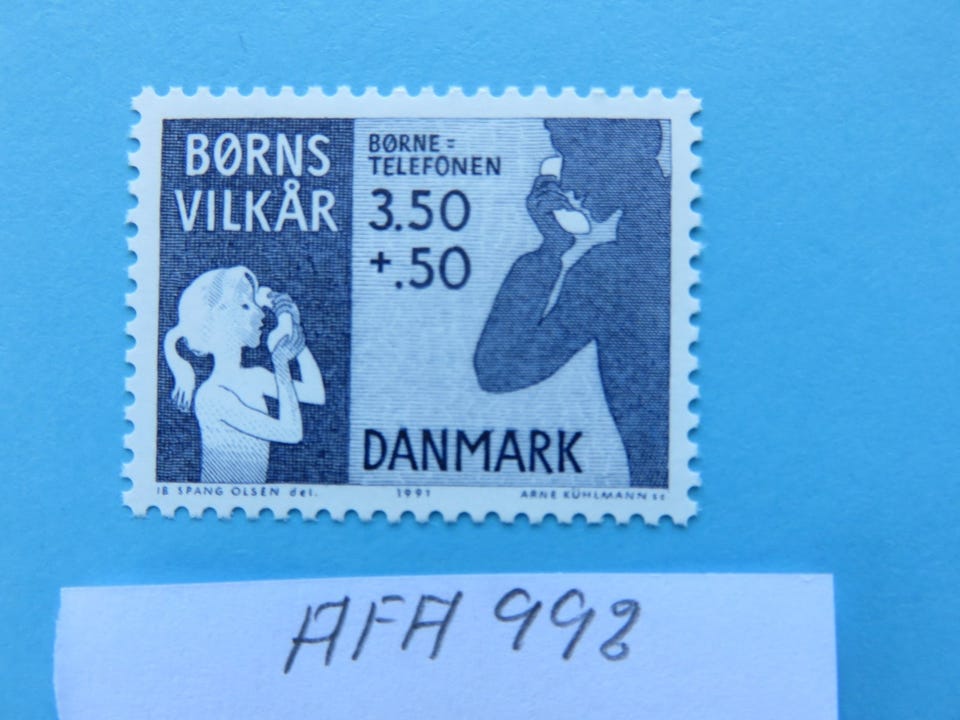 BØRNS
VILKÅR
BØRNE=
TELEFONEN
3.50
+.50
DANMARK
IB SPANG OLSEN del.
1991
ARNE KÜHLMANN sc
AFA 992